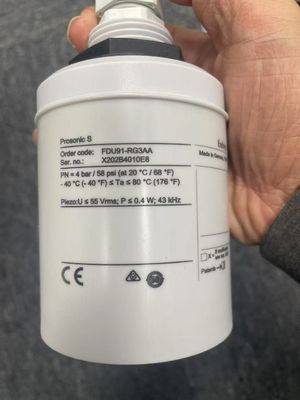 Prosonic S
Order code: FDU91-RG3AA
Ser. no.: X202B4010E8
PN = 4 bar / 58 psi (at 20 °C / 68 °F)
- 40 °C (- 40 °F) ≤ Ta ≤ 80 °C (176 °F)
Piezo:U ≤ 55 Vrms; P ≤ 0.4 W; 43 kHz
CE
Made in Germany,
X = if
Patents